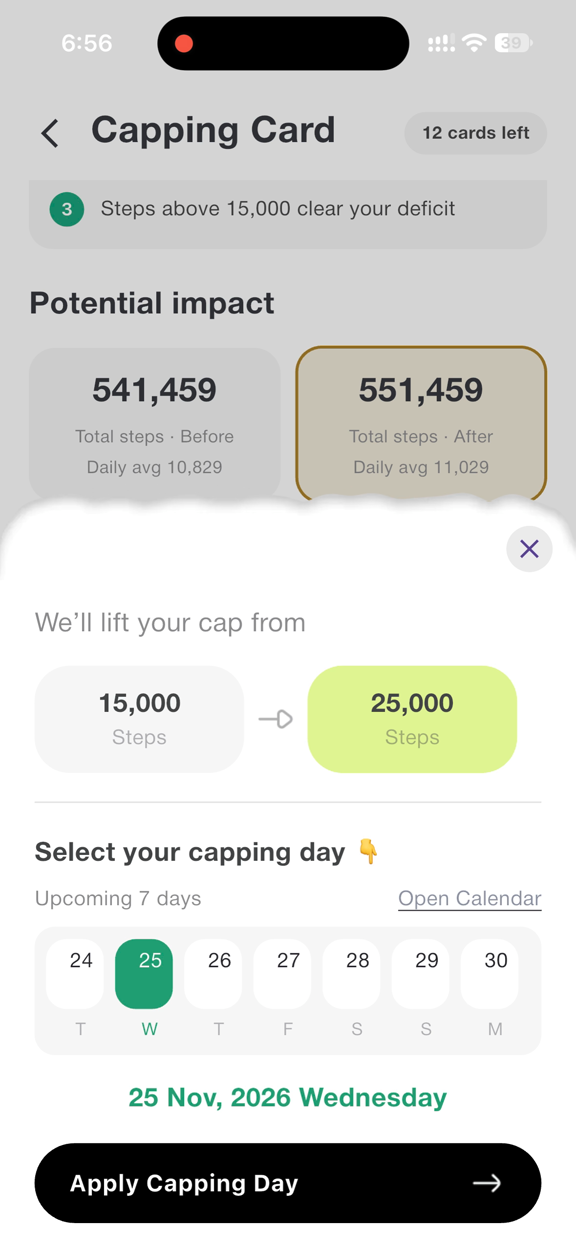 6:56
39
Capping Card
12 cards left
3 Steps above 15,000 clear your deficit
Potential impact
541,459
Total steps · Before
Daily avg 10,829
551,459
Total steps · After
Daily avg 11,029
We’ll lift your cap from
15,000
Steps
25,000
Steps
Select your capping day 👇
Upcoming 7 days
Open Calendar
24 25 26 27 28 29 30
T W T F S S M
25 Nov, 2026 Wednesday
Apply Capping Day